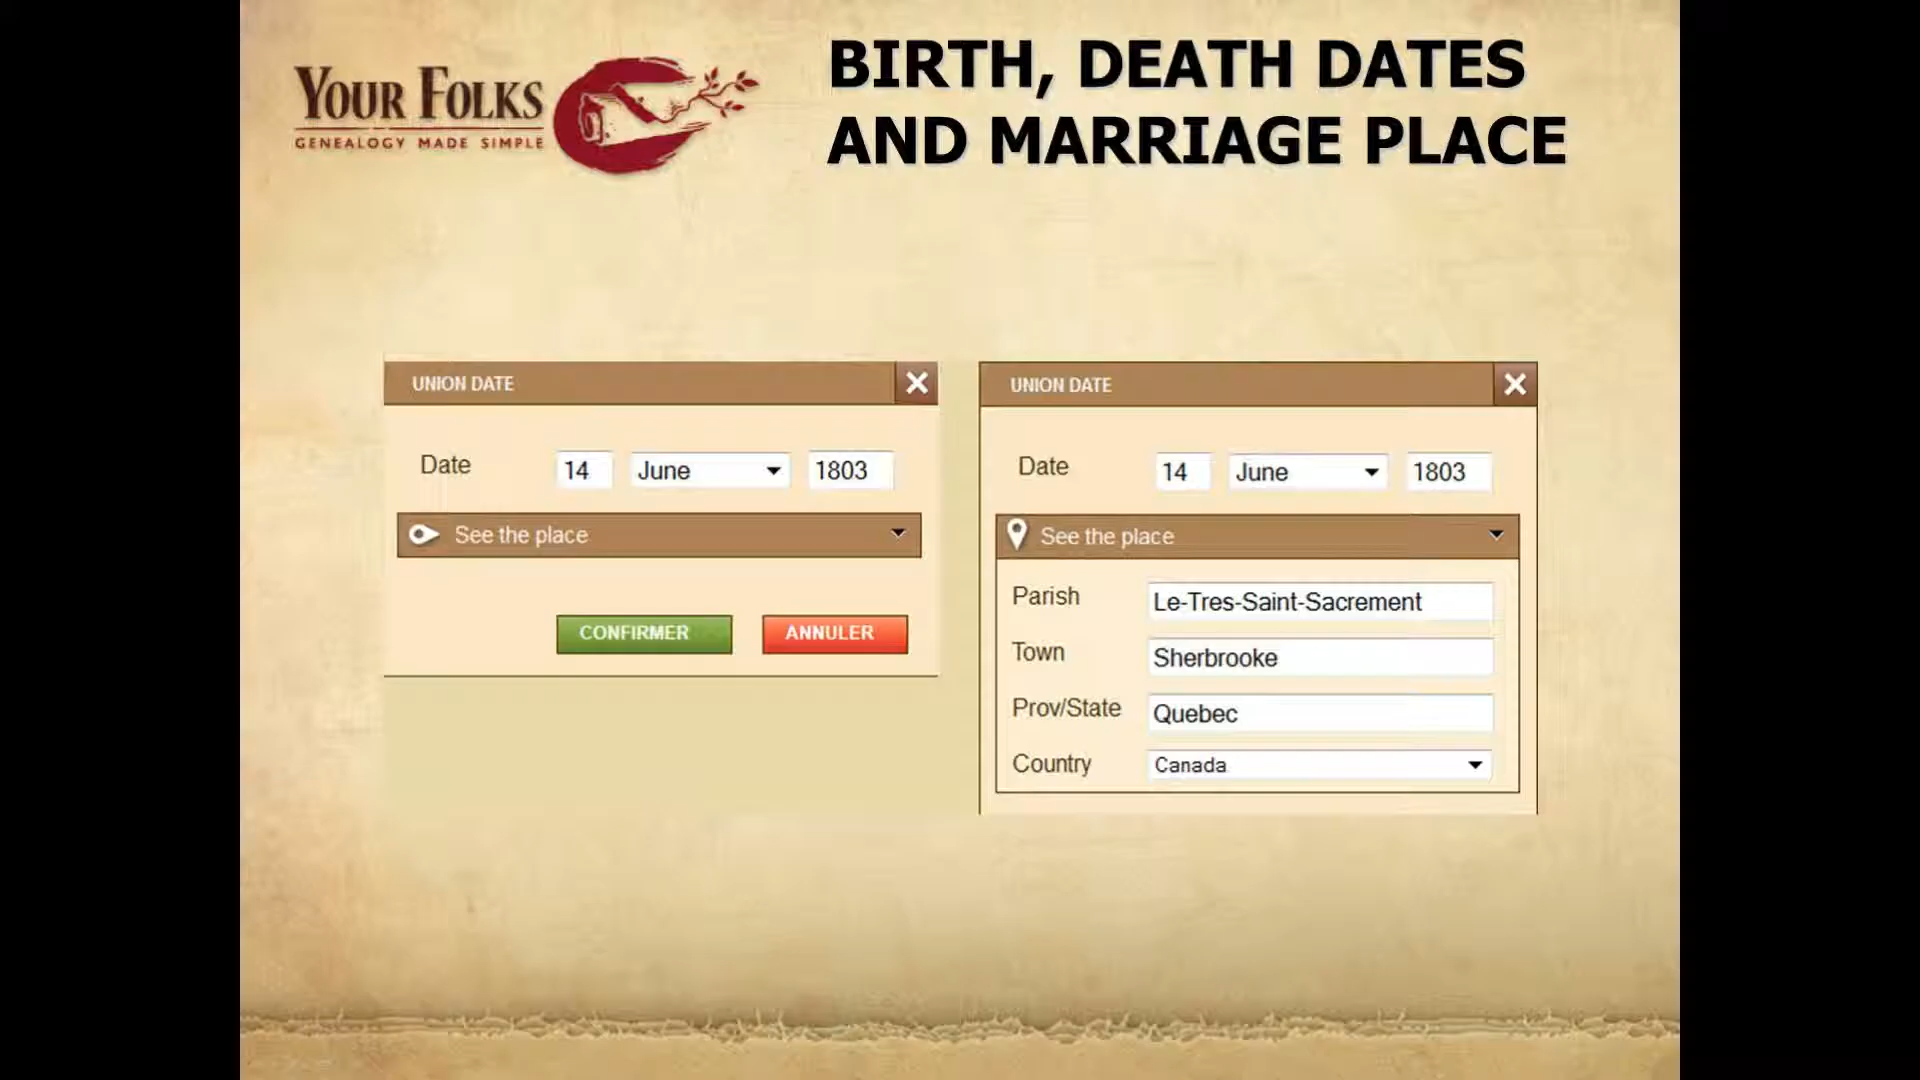 YOUR FOLKS
GENEALOGY MADE SIMPLE
BIRTH, DEATH DATES
AND MARRIAGE PLACE
UNION DATE
Date 14 June 1803
See the place
CONFIRMER ANNULER
UNION DATE
Date 14 June 1803
See the place
Parish Le-Tres-Saint-Sacrement
Town Sherbrooke
Prov/State Quebec
Country Canada